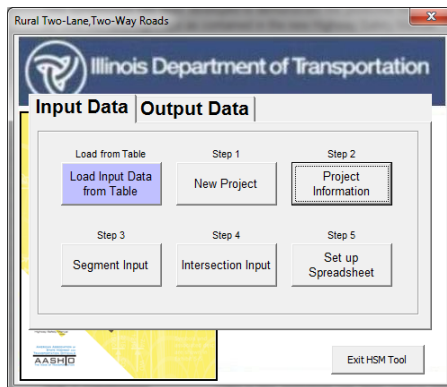 Rural Two-Lane,Two-Way Roads
Illinois Department of Transportation
Input Data
Output Data
Load from Table
Step 1
Step 2
Load Input Data
from Table
New Project
Project
Information
Step 3
Step 4
Step 5
Segment Input
Intersection Input
Set up
Spreadsheet
AASHTO
Exit HSM Tool